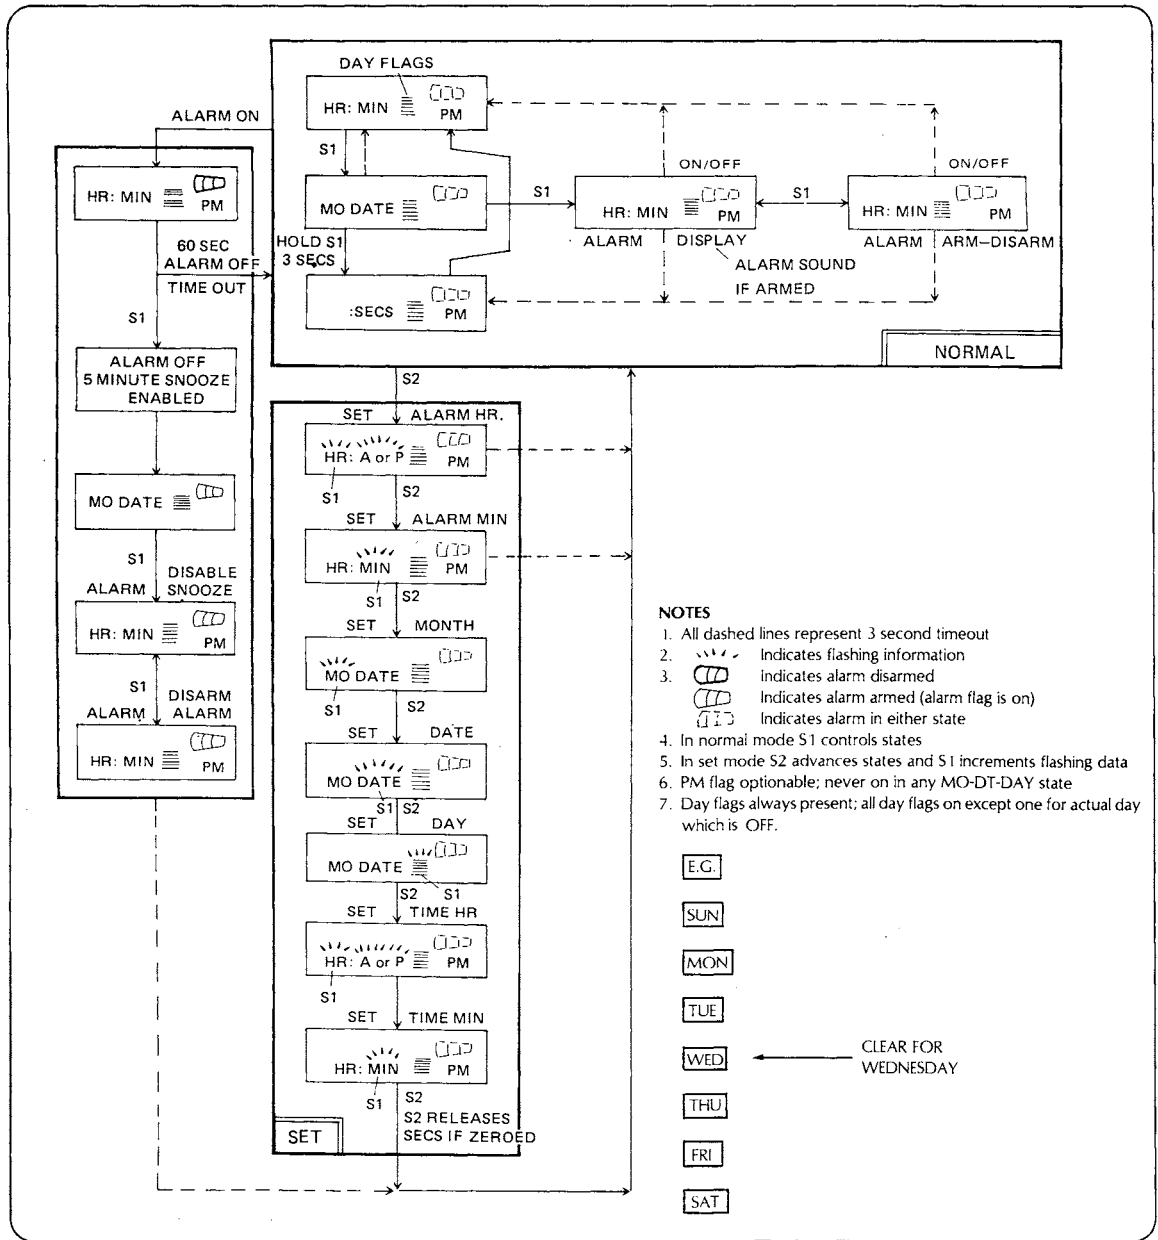 DAY FLAGS
HR: MIN PM
S1
MO DATE
HOLD S1
3 SECS
:SECS PM
S1
ON/OFF
HR: MIN PM
ALARM DISPLAY
ALARM SOUND
IF ARMED
S1
ON/OFF
HR: MIN PM
ALARM ARM-DISARM
NORMAL
ALARM ON
HR: MIN PM
60 SEC
ALARM OFF
TIME OUT
S1
ALARM OFF
5 MINUTE SNOOZE
ENABLED
MO DATE
S1
DISABLE
ALARM SNOOZE
HR: MIN PM
S1
DISARM
ALARM ALARM
HR: MIN PM
S2
SET ALARM HR.
HR: A or P PM
S1 S2
SET ALARM MIN
HR: MIN PM
S1 S2
SET MONTH
MO DATE
S1 S2
SET DATE
MO DATE
S1 S2
SET DAY
MO DATE
S2 S1
SET TIME HR
HR: A or P PM
S1
SET TIME MIN
HR: MIN PM
S1 S2
S2 RELEASES
SECS IF ZEROED
SET
NOTES
1. All dashed lines represent 3 second timeout
2. Indicates flashing information
3. Indicates alarm disarmed
Indicates alarm armed (alarm flag is on)
Indicates alarm in either state
4. In normal mode S1 controls states
5. In set mode S2 advances states and S1 increments flashing data
6. PM flag optionable; never on in any MO-DT-DAY state
7. Day flags always present; all day flags on except one for actual day
which is OFF.
E.G.
SUN
MON
TUE
WED
CLEAR FOR
WEDNESDAY
THU
FRI
SAT